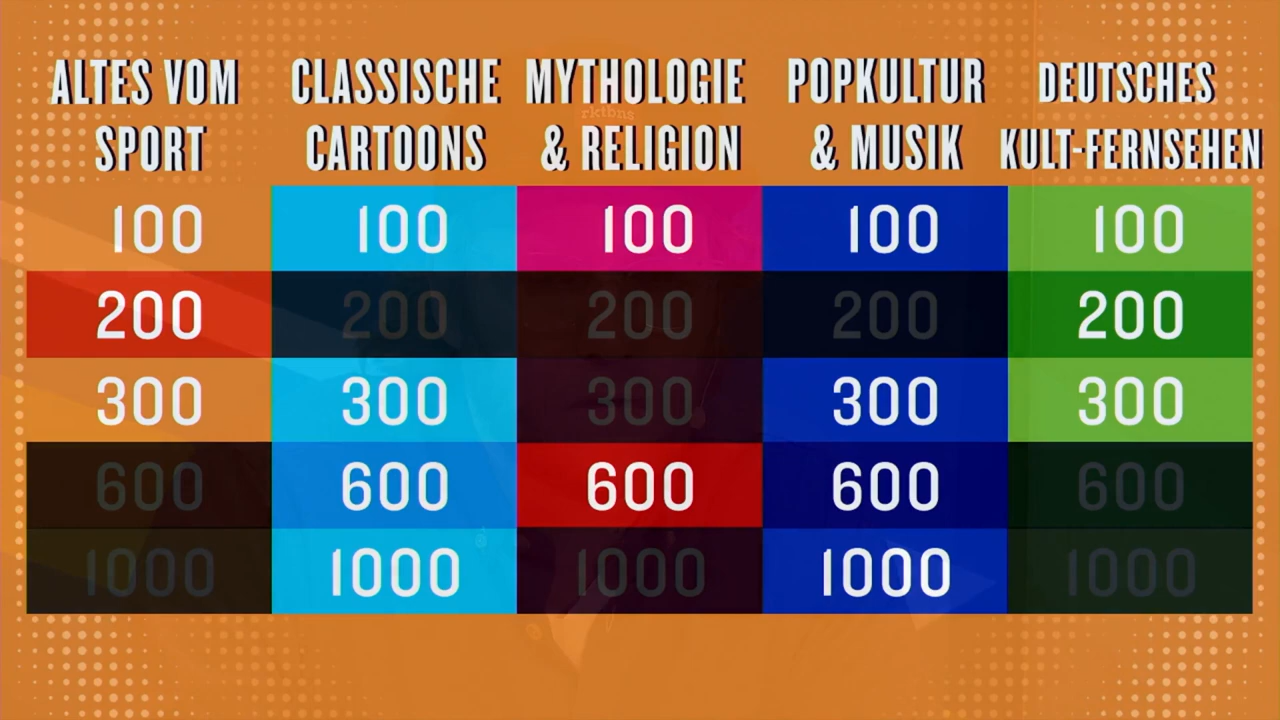 ALTES VOM SPORT
CLASSISCHE CARTOONS
MYTHOLOGIE & RELIGION
POPKULTUR & MUSIK
DEUTSCHES KULT-FERNSEHEN
rktbns
100 100 100 100 100
200 200 200 200 200
300 300 300 300 300
600 600 600 600 600
1000 1000 1000 1000 1000